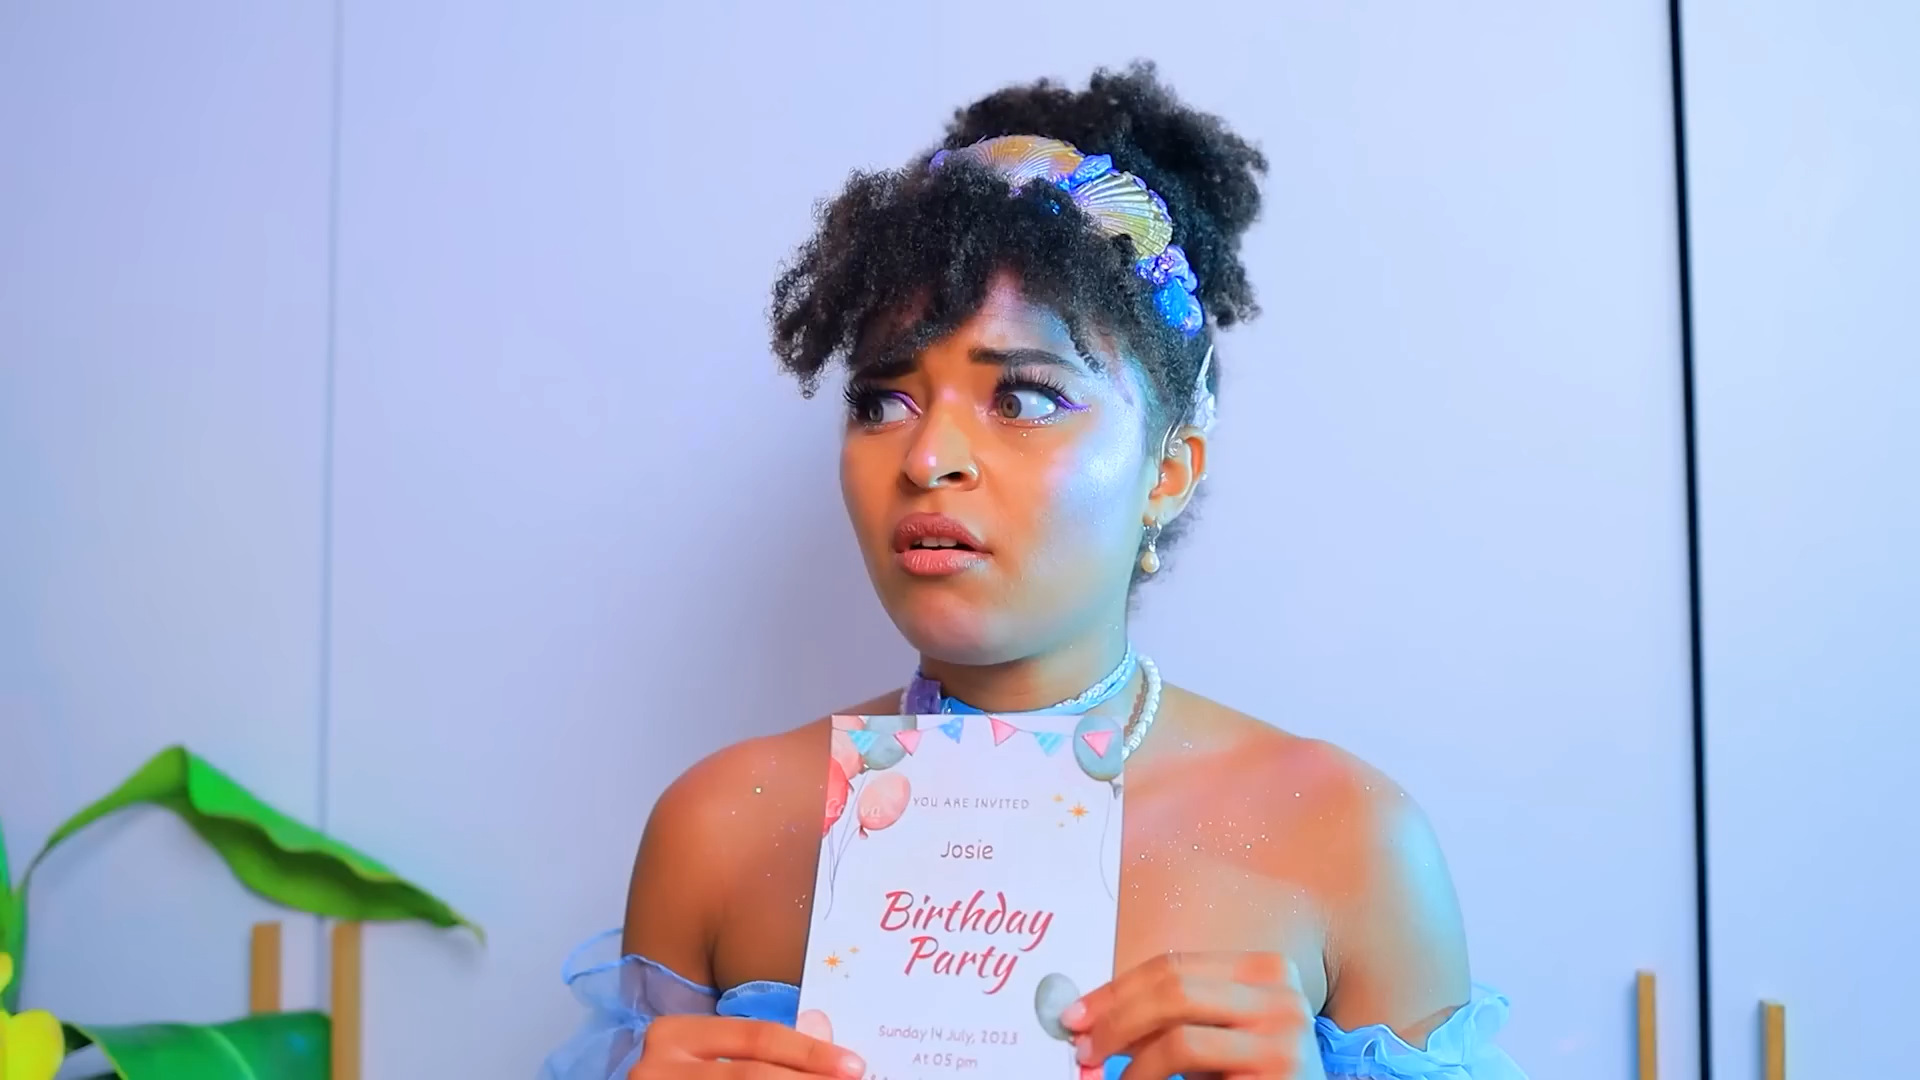 YOU ARE INVITED
Josie
Birthday
Party
Sunday 14 July, 2023
At 05 pm